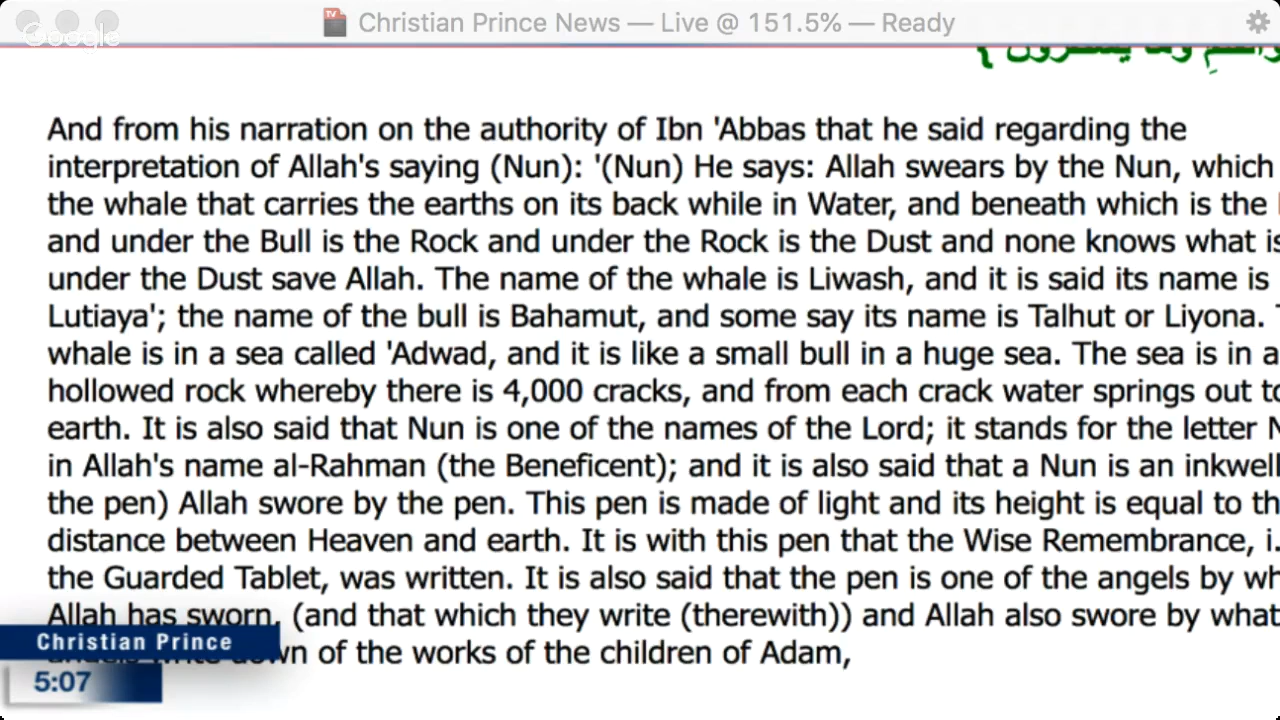 Christian Prince News — Live @ 151.5% — Ready
Google
And from his narration on the authority of Ibn 'Abbas that he said regarding the
interpretation of Allah's saying (Nun): '(Nun) He says: Allah swears by the Nun, which
the whale that carries the earths on its back while in Water, and beneath which is the
and under the Bull is the Rock and under the Rock is the Dust and none knows what is
under the Dust save Allah. The name of the whale is Liwash, and it is said its name is
Lutiaya'; the name of the bull is Bahamut, and some say its name is Talhut or Liyona.
whale is in a sea called 'Adwad, and it is like a small bull in a huge sea. The sea is in a
hollowed rock whereby there is 4,000 cracks, and from each crack water springs out to
earth. It is also said that Nun is one of the names of the Lord; it stands for the letter
in Allah's name al-Rahman (the Beneficent); and it is also said that a Nun is an inkwell
the pen) Allah swore by the pen. This pen is made of light and its height is equal to th
distance between Heaven and earth. It is with this pen that the Wise Remembrance, i.
the Guarded Tablet, was written. It is also said that the pen is one of the angels by wh
Allah has sworn, (and that which they write (therewith)) and Allah also swore by what
write down of the works of the children of Adam,
Christian Prince
5:07